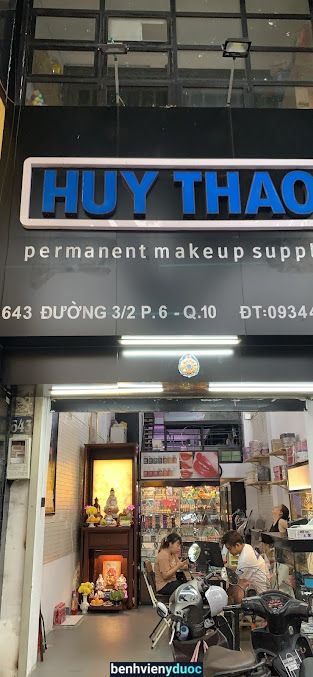 HUY THAO
permanent makeup suppl
643 ĐƯỜNG 3/2 P.6 - Q.10 ĐT:09344
643
benhvienyduoc